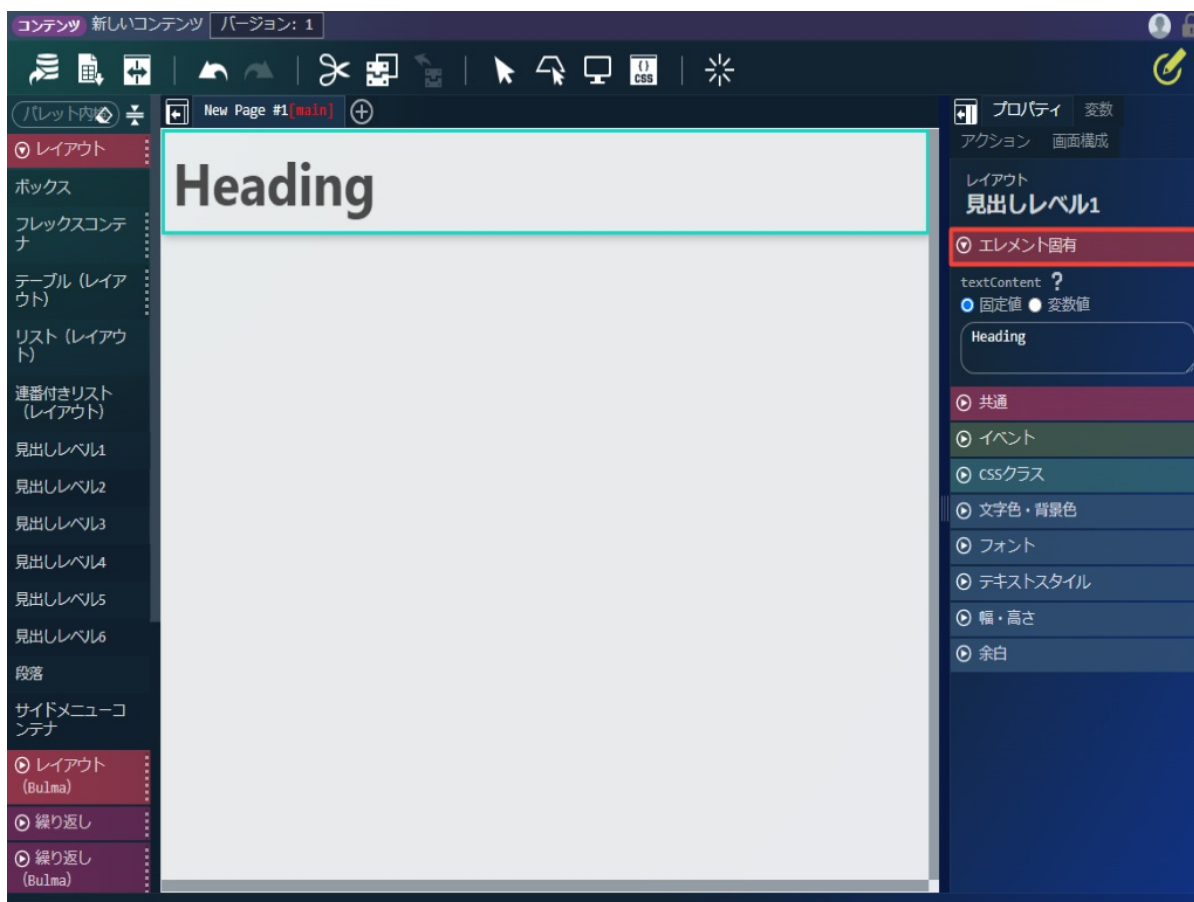 コンテンツ 新しいコンテンツ バージョン: 1
{} CSS
New Page #1[main]
Heading
レイアウト
ボックス
フレックスコンテ
ナ
テーブル（レイア
ウト）
リスト（レイアウ
ト）
連番付きリスト
（レイアウト）
見出しレベル1
見出しレベル2
見出しレベル3
見出しレベル4
見出しレベル5
見出しレベル6
段落
サイドメニューコ
ンテナ
レイアウト
（Bulma）
繰り返し
繰り返し
（Bulma）
プロパティ 変数
アクション 画面構成
レイアウト
見出しレベル1
エレメント固有
textContent ?
固定値 変数値
Heading
共通
イベント
CSSクラス
文字色・背景色
フォント
テキストスタイル
幅・高さ
余白